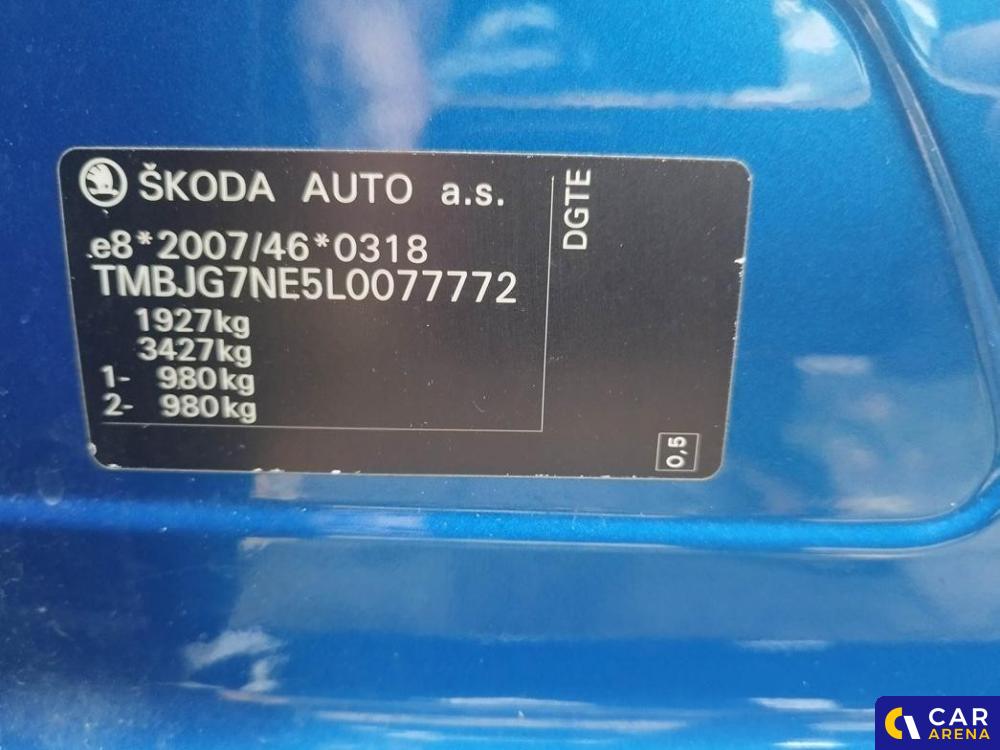 ŠKODA AUTO a.s.
e8*2007/46*0318
TMBJG7NE5L0077772
1927kg
3427kg
1- 980kg
2- 980kg
DGTE
0,5
CAR
ARENA